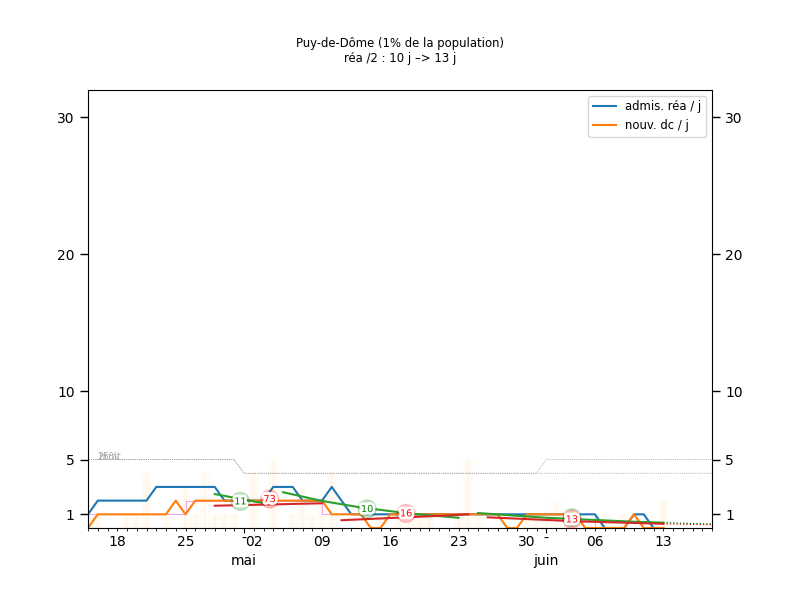 Puy-de-Dôme (1% de la population)
réa /2 : 10 j –> 13 j
admis. réa / j
nouv. dc / j
30 30
20 20
10 10
5 5
1 1
11 73 10 16 13
18 25 02 09 16 23 30 06 13
mai juin